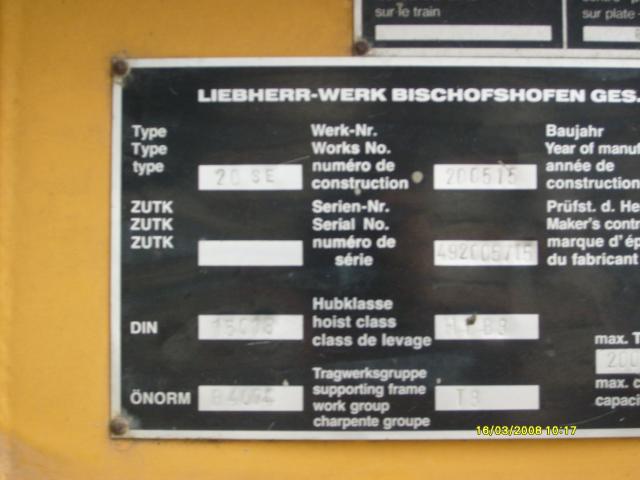 sur le train
sur plate
LIEBHERR-WERK BISCHOFSHOFEN GES.
Type
Type
type
20 SE
Werk-Nr.
Works No.
numéro de
construction
200515
Baujahr
Year of manuf
année de
construction
ZUTK
ZUTK
ZUTK
Serien-Nr.
Serial No.
numéro de
série
492005/15
Prüfst. d. He
Maker's contr
marque d'ép
du fabricant
DIN
15018
Hubklasse
hoist class
class de levage
max. T
200
max. c
capaci
ÖNORM
Tragwerksgruppe
supporting frame
work group
charpente groupe
16/03/2008 10:17